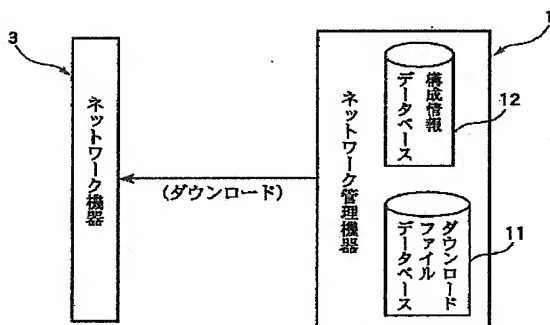 3
ネットワーク機器
(ダウンロード)
ネットワーク管理機器
1
構成情報
データベース
12
ダウンロード
ファイル
データベース
11